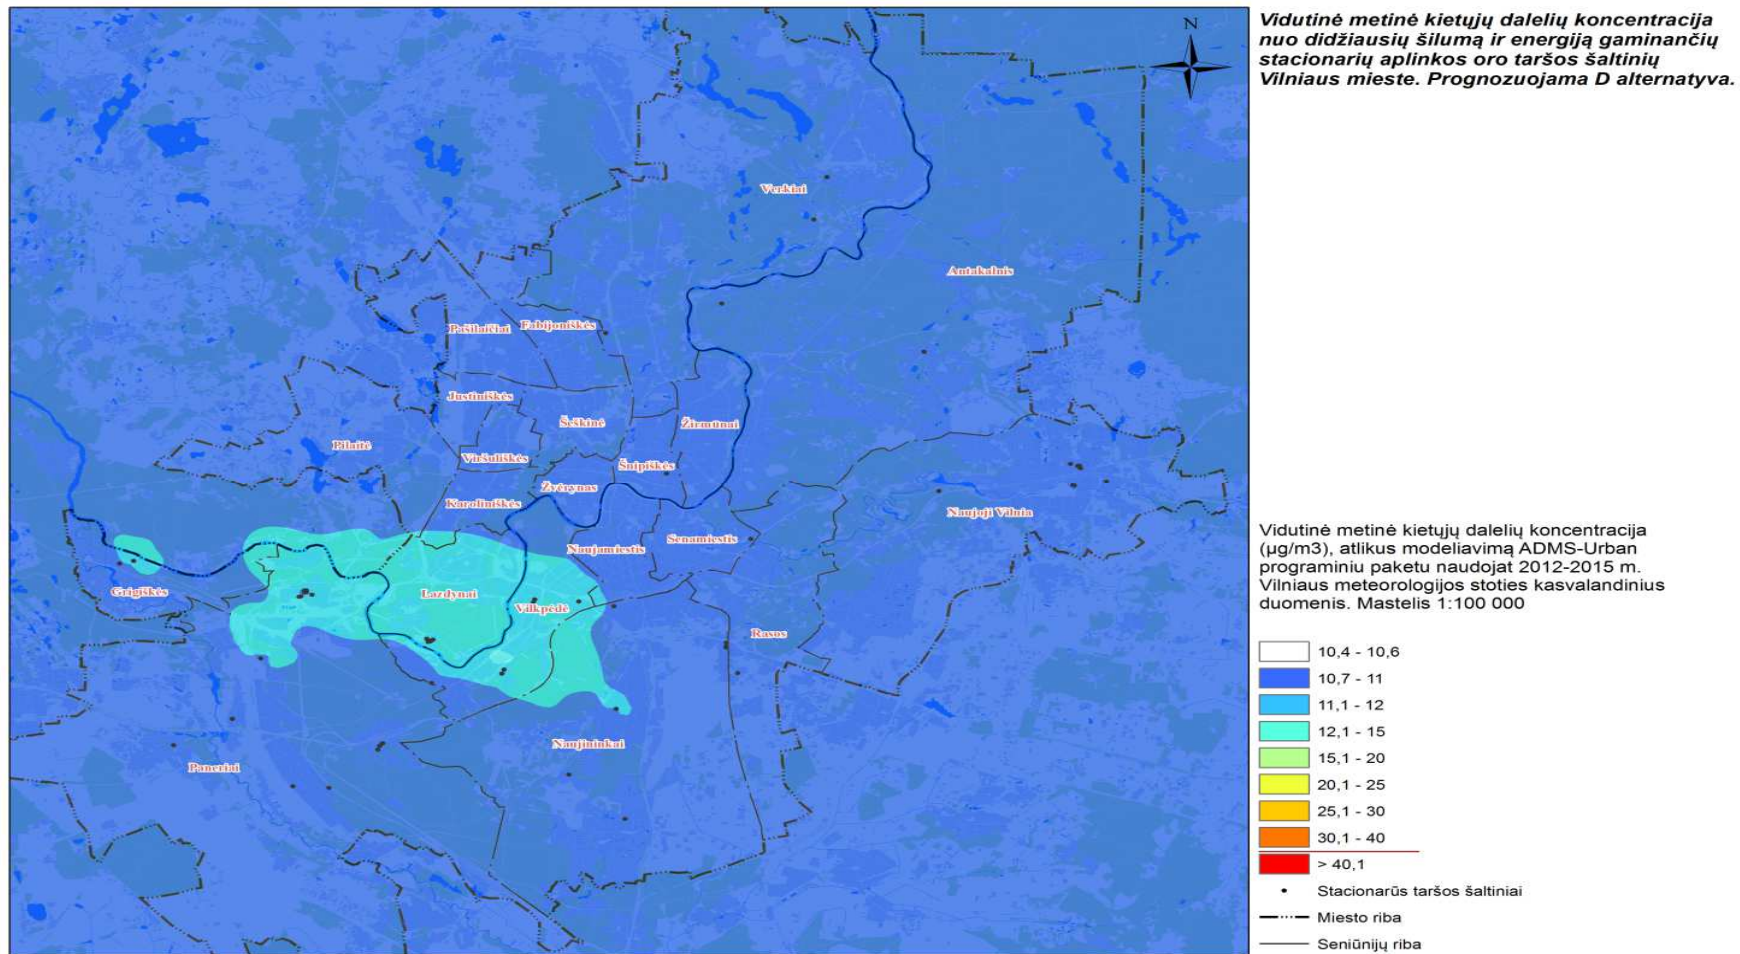 N
Vidutinė metinė kietųjų dalelių koncentracija
nuo didžiausių šilumą ir energiją gaminančių
stacionarių aplinkos oro taršos šaltinių
Vilniaus mieste. Prognozuojama D alternatyva.
Verkiai
Antakalnis
Pašilaičiai
Fabijoniškės
Justiniškės
Šeškinė
Žirmūnai
Pilaitė
Viršuliškės
Šnipiškės
Žvėrynas
Karoliniškės
Naujoji Vilnia
Naujamiestis
Senamiestis
Grigiškės
Lazdynai
Vilkpėdė
Rasos
Naujininkai
Paneriai
Vidutinė metinė kietųjų dalelių koncentracija
(µg/m3), atlikus modeliavimą ADMS-Urban
programiniu paketu naudojat 2012-2015 m.
Vilniaus meteorologijos stoties kasvalandinius
duomenis. Mastelis 1:100 000
10,4 - 10,6
10,7 - 11
11,1 - 12
12,1 - 15
15,1 - 20
20,1 - 25
25,1 - 30
30,1 - 40
> 40,1
Stacionarūs taršos šaltiniai
Miesto riba
Seniūnijų riba